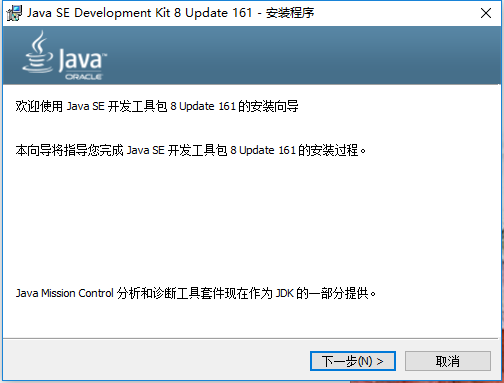 Java SE Development Kit 8 Update 161 - 安装程序
Java
ORACLE
欢迎使用 Java SE 开发工具包 8 Update 161 的安装向导
本向导将指导您完成 Java SE 开发工具包 8 Update 161 的安装过程。
Java Mission Control 分析和诊断工具套件现在作为 JDK 的一部分提供。
下一步(N) > 取消